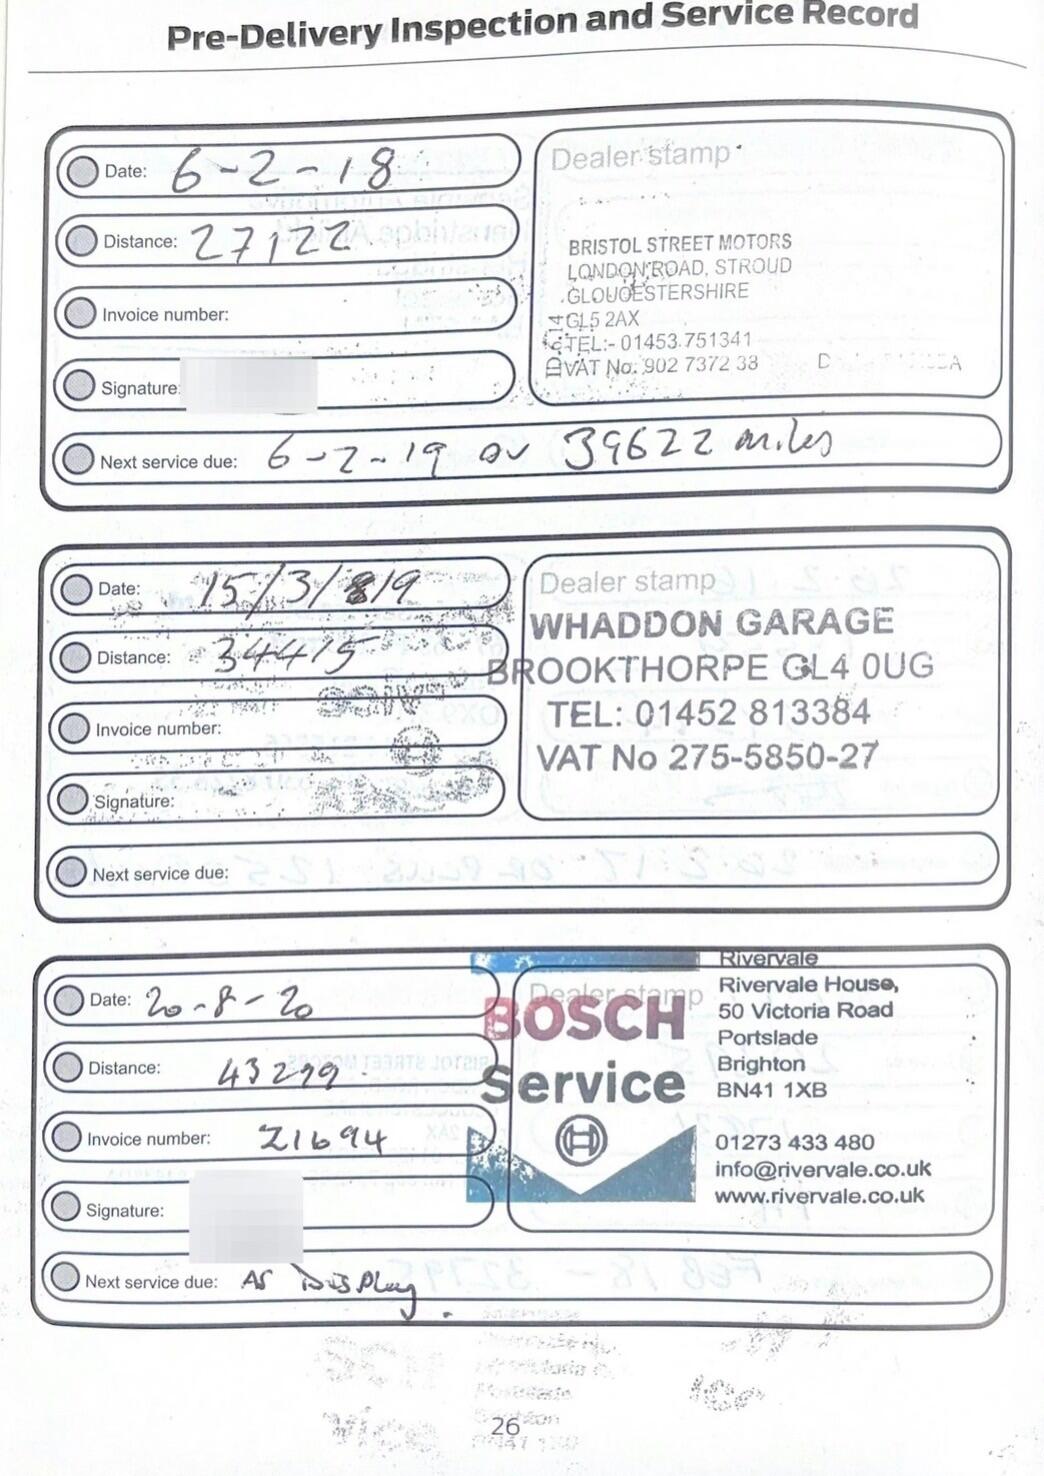 Pre-Delivery Inspection and Service Record
Date: 6-2-18
Distance: 27122
Invoice number:
Signature:
Dealer stamp
BRISTOL STREET MOTORS
LONDON ROAD, STROUD
GLOUCESTERSHIRE
GL5 2AX
TEL:- 01453 751341
VAT No: 902 7372 38
Next service due: 6-2-19 or 39622 miles
Date: 15/3/19
Distance: 34415
Invoice number:
Signature:
Dealer stamp
WHADDON GARAGE
BROOKTHORPE GL4 0UG
TEL: 01452 813384
VAT No 275-5850-27
Next service due:
Date: 20-8-20
Distance: 43299
Invoice number: 21694
Signature:
Dealer stamp
BOSCH
Service
Rivervale
Rivervale House,
50 Victoria Road
Portslade
Brighton
BN41 1XB
01273 433 480
info@rivervale.co.uk
www.rivervale.co.uk
Next service due: AS DISPlay.
26